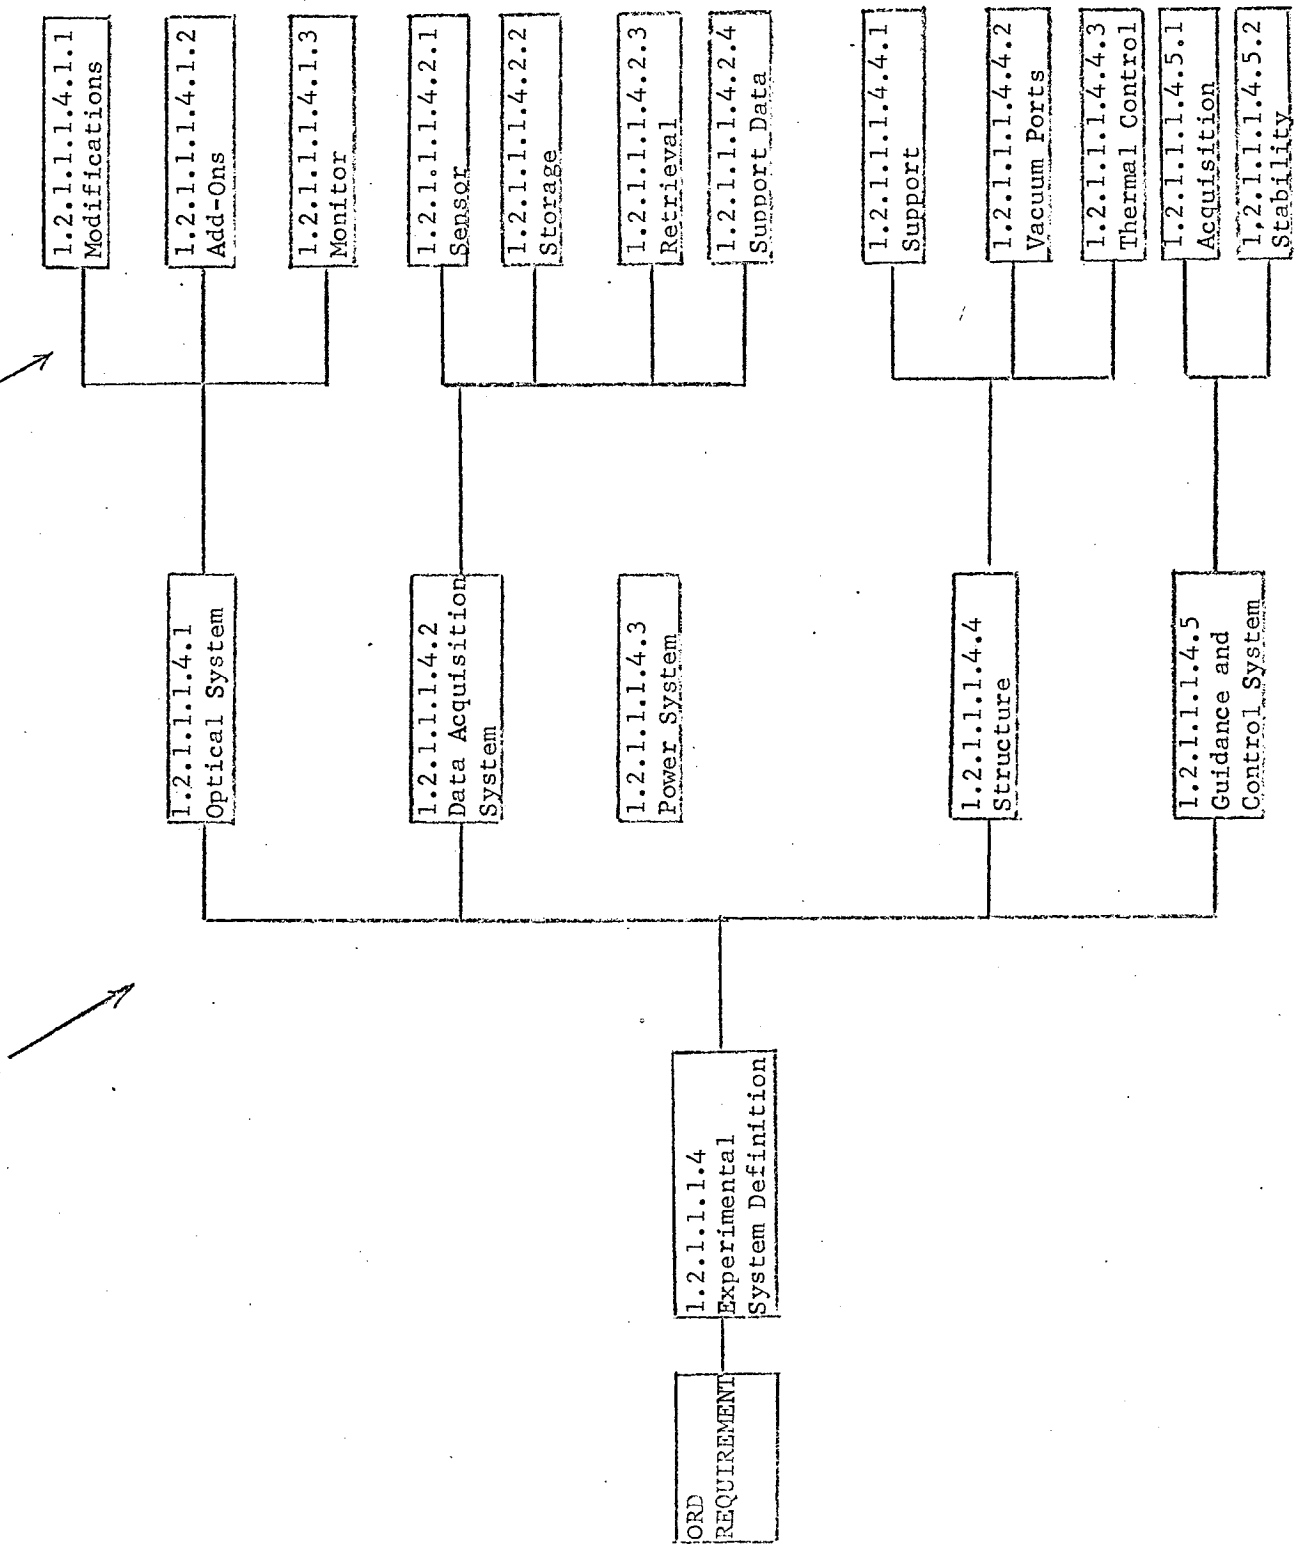 ORD
REQUIREMENT
1.2.1.1.1.4
Experimental
System Definition
1.2.1.1.1.4.1
Optical System
1.2.1.1.1.4.2
Data Acquisition
System
1.2.1.1.1.4.3
Power System
1.2.1.1.1.4.4
Structure
1.2.1.1.1.4.5
Guidance and
Control System
1.2.1.1.1.4.1.1
Modifications
1.2.1.1.1.4.1.2
Add-Ons
1.2.1.1.1.4.1.3
Monitor
1.2.1.1.1.4.2.1
Sensor
1.2.1.1.1.4.2.2
Storage
1.2.1.1.1.4.2.3
Retrieval
1.2.1.1.1.4.2.4
Support Data
1.2.1.1.1.4.4.1
Support
1.2.1.1.1.4.4.2
Vacuum Ports
1.2.1.1.1.4.4.3
Thermal Control
1.2.1.1.1.4.5.1
Acquisition
1,2.1.1.1.4.5.2
Stability